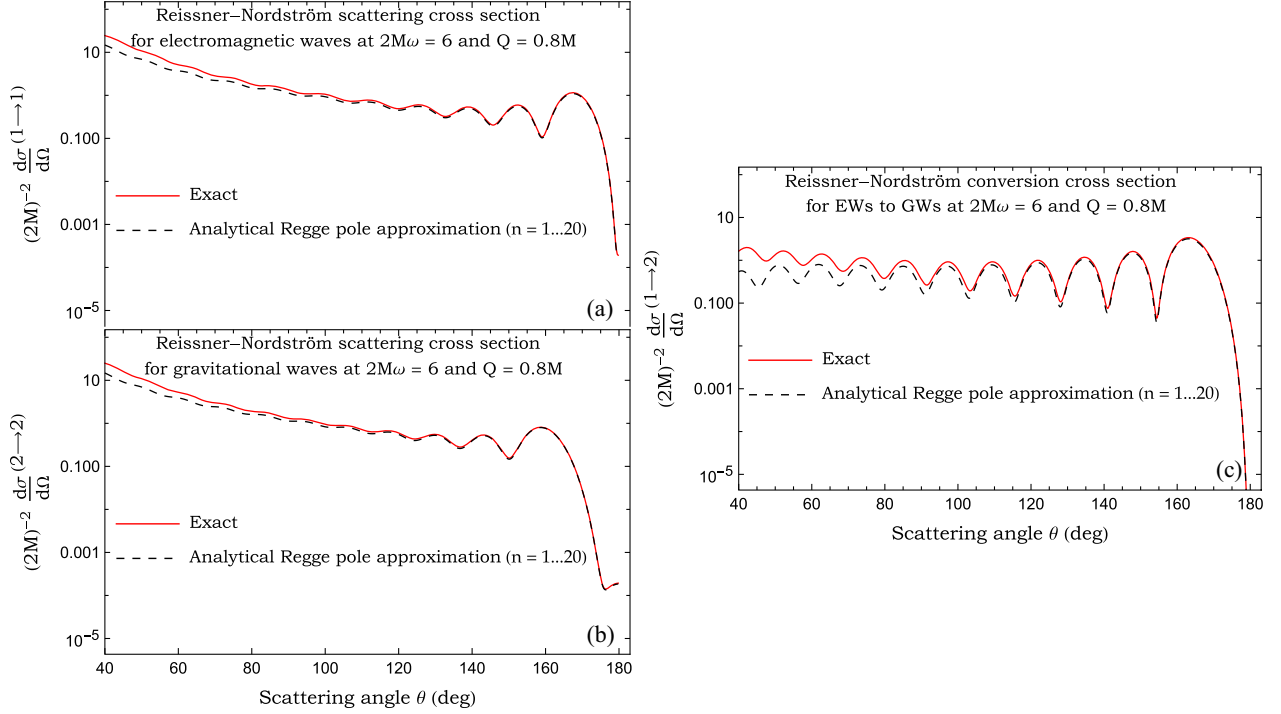 Reissner–Nordström scattering cross section
for electromagnetic waves at 2Mω = 6 and Q = 0.8M
(2M)⁻² dσ/dΩ (1⟶1)
10
0.100
0.001
10⁻⁵
Exact
Analytical Regge pole approximation (n = 1...20)
(a)
Reissner–Nordström scattering cross section
for gravitational waves at 2Mω = 6 and Q = 0.8M
(2M)⁻² dσ/dΩ (2⟶2)
10
0.100
0.001
10⁻⁵
Exact
Analytical Regge pole approximation (n = 1...20)
(b)
40 60 80 100 120 140 160 180
Scattering angle θ (deg)
Reissner–Nordström conversion cross section
for EWs to GWs at 2Mω = 6 and Q = 0.8M
(2M)⁻² dσ/dΩ (1⟶2)
10
0.100
0.001
10⁻⁵
Exact
Analytical Regge pole approximation (n = 1...20)
(c)
40 60 80 100 120 140 160 180
Scattering angle θ (deg)